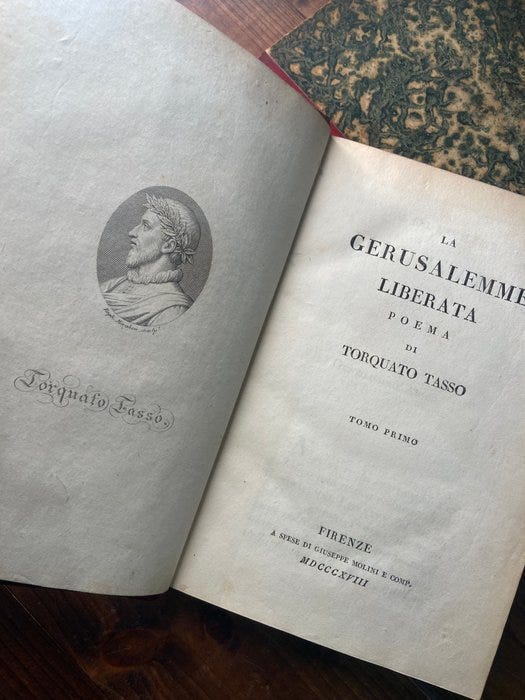 Torquato Tasso.
LA
GERUSALEMME
LIBERATA
POEMA
DI
TORQUATO TASSO
TOMO PRIMO
FIRENZE
A SPESE DI GIUSEPPE MOLINI E COMP.
MDCCCXVIII